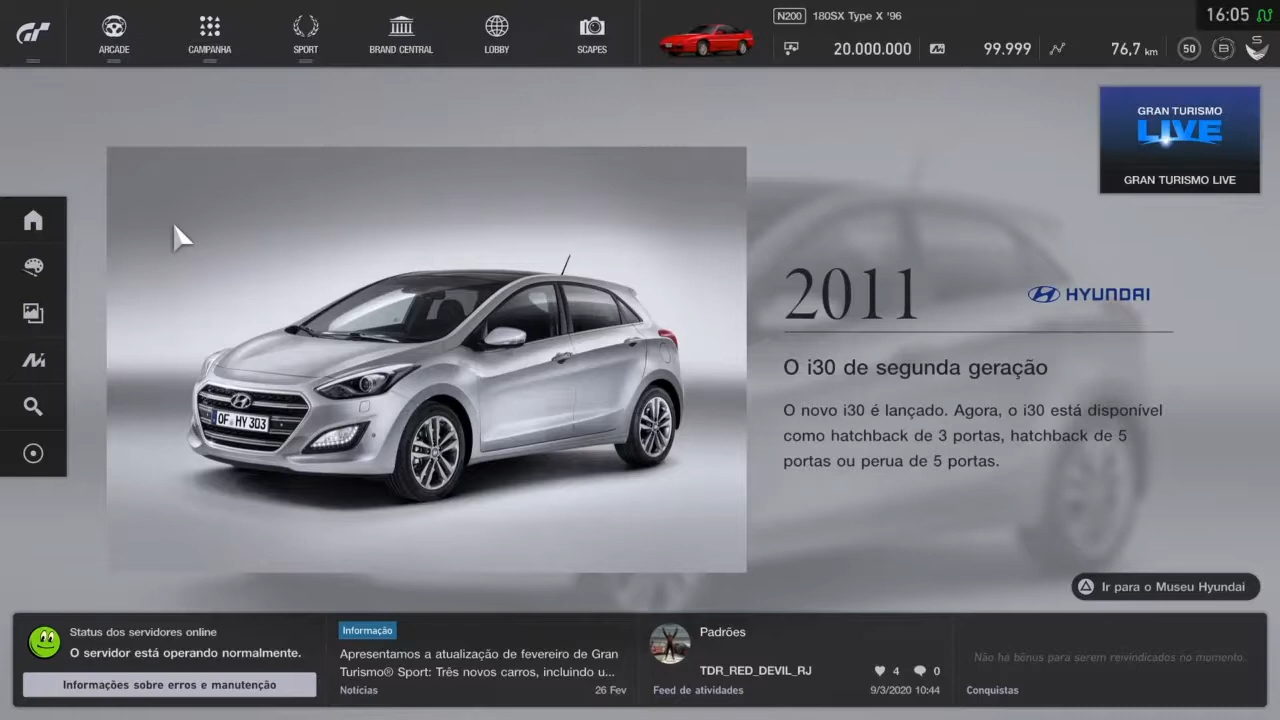 N200 180SX Type X '96
16:05
ARCADE
CAMPANHA
SPORT
BRAND CENTRAL
LOBBY
SCAPES
20.000.000
99.999
76,7 km
50
B
S
GRAN TURISMO
LIVE
GRAN TURISMO LIVE
OF HY 303
2011
HYUNDAI
O i30 de segunda geração
O novo i30 é lançado. Agora, o i30 está disponível
como hatchback de 3 portas, hatchback de 5
portas ou perua de 5 portas.
Ir para o Museu Hyundai
Status dos servidores online
O servidor está operando normalmente.
Informações sobre erros e manutenção
Informação
Apresentamos a atualização de fevereiro de Gran
Turismo® Sport: Três novos carros, incluindo u...
Notícias
26 Fev
Padrões
TDR_RED_DEVIL_RJ
4
0
Feed de atividades
9/3/2020 10:44
Não há bônus para serem reivindicados no momento.
Conquistas